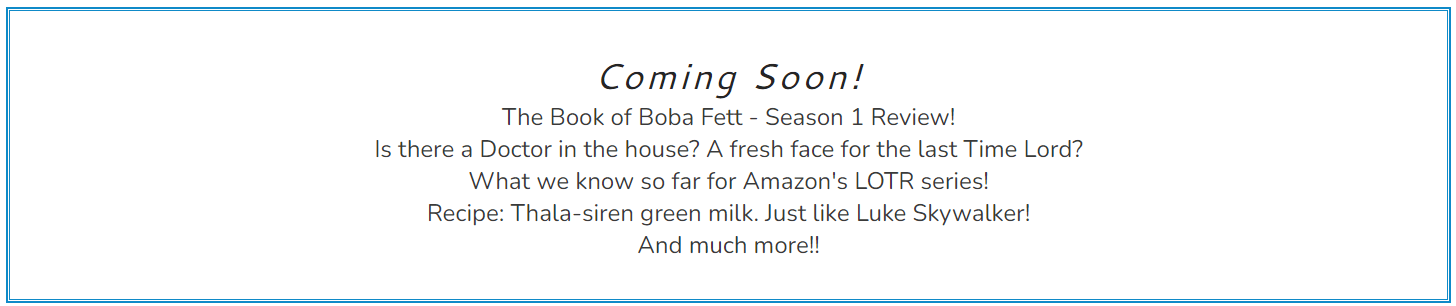 Coming Soon!
The Book of Boba Fett - Season 1 Review!
Is there a Doctor in the house? A fresh face for the last Time Lord?
What we know so far for Amazon's LOTR series!
Recipe: Thala-siren green milk. Just like Luke Skywalker!
And much more!!